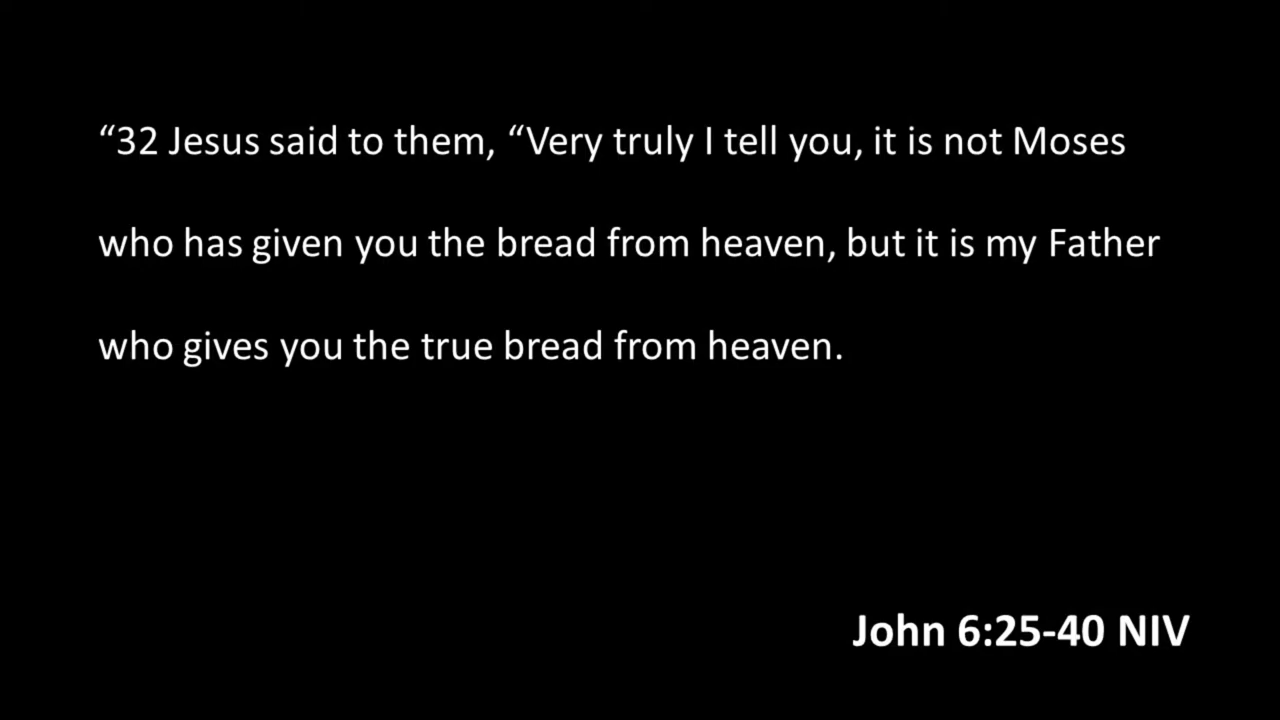 “32 Jesus said to them, “Very truly I tell you, it is not Moses
who has given you the bread from heaven, but it is my Father
who gives you the true bread from heaven.
John 6:25-40 NIV